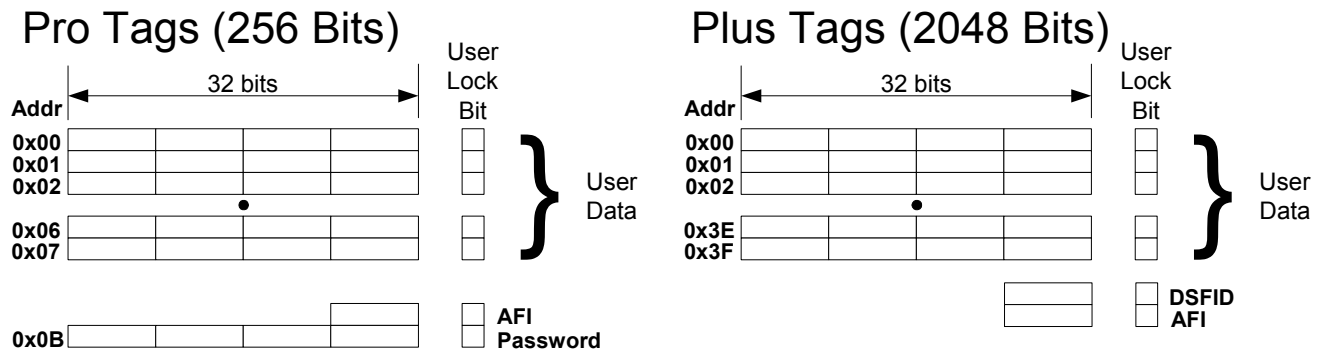 Pro Tags (256 Bits)
User
Lock
Bit
32 bits
Addr
0x00
0x01
0x02
0x06
0x07
User
Data
AFI
0x0B
Password
Plus Tags (2048 Bits)
User
Lock
Bit
32 bits
Addr
0x00
0x01
0x02
0x3E
0x3F
User
Data
DSFID
AFI